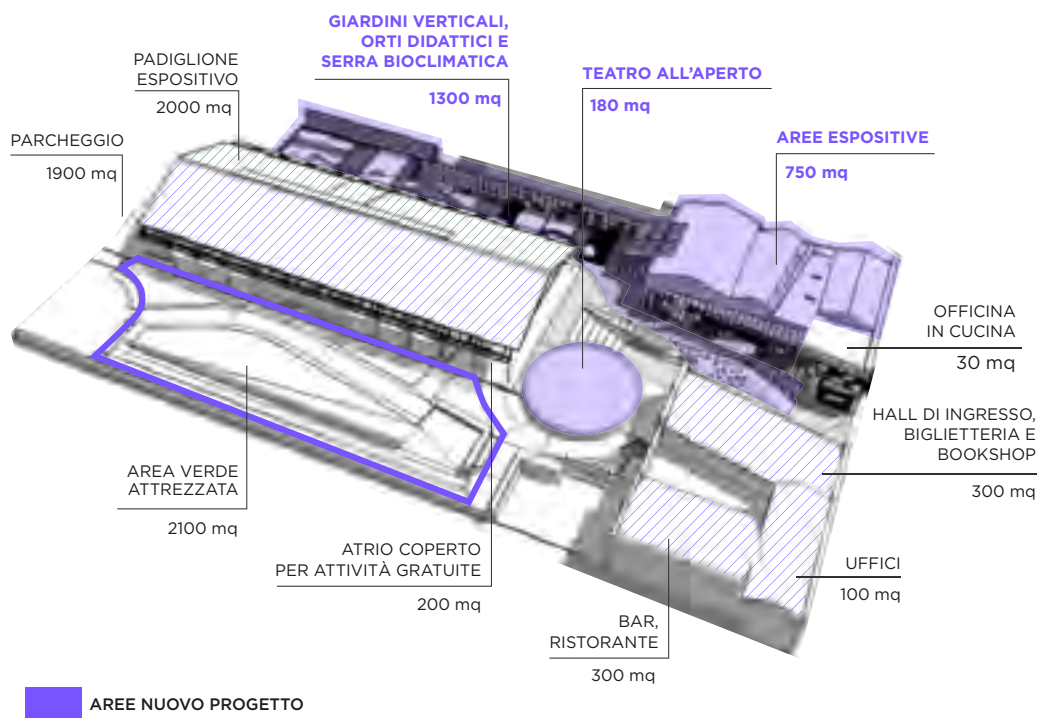 GIARDINI VERTICALI,
ORTI DIDATTICI E
SERRA BIOCLIMATICA
1300 mq
PADIGLIONE
ESPOSITIVO
2000 mq
TEATRO ALL'APERTO
180 mq
PARCHEGGIO
1900 mq
AREE ESPOSITIVE
750 mq
OFFICINA
IN CUCINA
30 mq
HALL DI INGRESSO,
BIGLIETTERIA E
BOOKSHOP
300 mq
AREA VERDE
ATTREZZATA
2100 mq
ATRIO COPERTO
PER ATTIVITÀ GRATUITE
200 mq
UFFICI
100 mq
BAR,
RISTORANTE
300 mq
AREE NUOVO PROGETTO